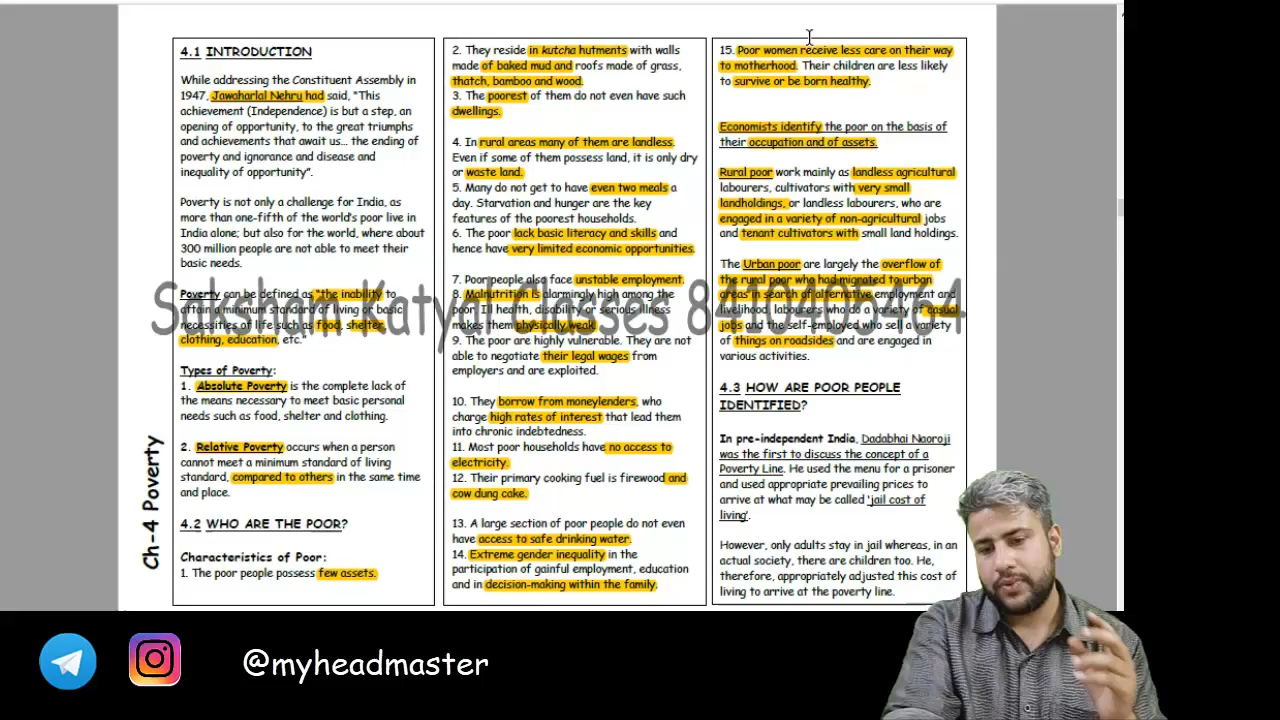 4.1 INTRODUCTION
While addressing the Constituent Assembly in
1947, Jawaharlal Nehru had said, "This
achievement (Independence) is but a step, an
opening of opportunity, to the great triumphs
and achievements that await us... the ending of
poverty and ignorance and disease and
inequality of opportunity".
Poverty is not only a challenge for India, as
more than one-fifth of the world's poor live in
India alone; but also for the world, where about
300 million people are not able to meet their
basic needs.
Poverty can be defined as "the inability to
attain a minimum standard of living or basic
necessities of life such as food, shelter,
clothing, education, etc."
Types of Poverty:
1. Absolute Poverty is the complete lack of
the means necessary to meet basic personal
needs such as food, shelter and clothing.
2. Relative Poverty occurs when a person
cannot meet a minimum standard of living
standard, compared to others in the same time
and place.
4.2 WHO ARE THE POOR?
Characteristics of Poor:
1. The poor people possess few assets.
2. They reside in kutcha hutments with walls
made of baked mud and roofs made of grass,
thatch, bamboo and wood.
3. The poorest of them do not even have such
dwellings.
4. In rural areas many of them are landless.
Even if some of them possess land, it is only dry
or waste land.
5. Many do not get to have even two meals a
day. Starvation and hunger are the key
features of the poorest households.
6. The poor lack basic literacy and skills and
hence have very limited economic opportunities.
7. Poor people also face unstable employment.
8. Malnutrition is alarmingly high among the
poor. Ill health, disability or serious illness
makes them physically weak.
9. The poor are highly vulnerable. They are not
able to negotiate their legal wages from
employers and are exploited.
10. They borrow from moneylenders, who
charge high rates of interest that lead them
into chronic indebtedness.
11. Most poor households have no access to
electricity.
12. Their primary cooking fuel is firewood and
cow dung cake.
13. A large section of poor people do not even
have access to safe drinking water.
14. Extreme gender inequality in the
participation of gainful employment, education
and in decision-making within the family.
15. Poor women receive less care on their way
to motherhood. Their children are less likely
to survive or be born healthy.
Economists identify the poor on the basis of
their occupation and of assets.
Rural poor work mainly as landless agricultural
labourers, cultivators with very small
landholdings, or landless labourers, who are
engaged in a variety of non-agricultural jobs
and tenant cultivators with small land holdings.
The Urban poor are largely the overflow of
the rural poor who had migrated to urban
areas in search of alternative employment and
livelihood, labourers who do a variety of casual
jobs and the self-employed who sell a variety
of things on roadsides and are engaged in
various activities.
4.3 HOW ARE POOR PEOPLE
IDENTIFIED?
In pre-independent India, Dadabhai Naoroji
was the first to discuss the concept of a
Poverty Line. He used the menu for a prisoner
and used appropriate prevailing prices to
arrive at what may be called 'jail cost of
living'.
However, only adults stay in jail whereas, in an
actual society, there are children too. He,
therefore, appropriately adjusted this cost of
living to arrive at the poverty line.
Ch-4 Poverty
Saksham Katyal Classes
@myheadmaster